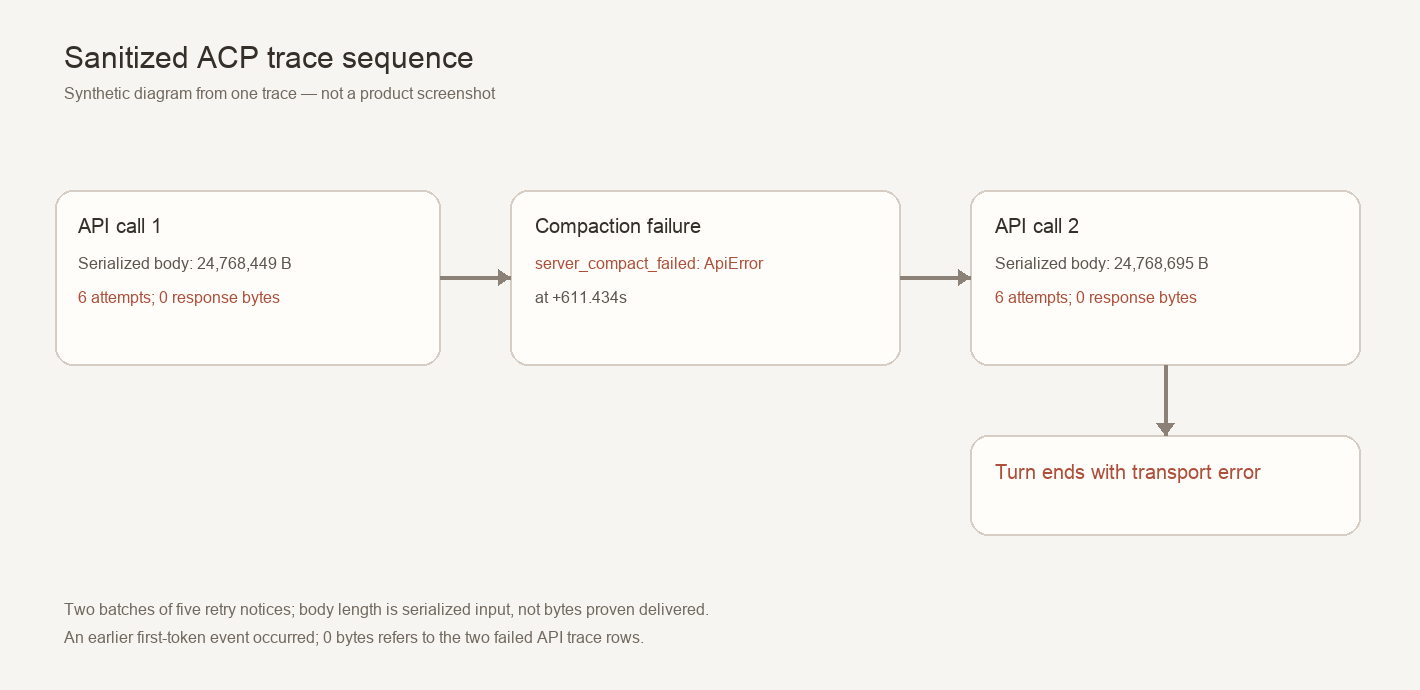 Sanitized ACP trace sequence
Synthetic diagram from one trace — not a product screenshot
API call 1
Serialized body: 24,768,449 B
6 attempts; 0 response bytes
Compaction failure
server_compact_failed: ApiError
at +611.434s
API call 2
Serialized body: 24,768,695 B
6 attempts; 0 response bytes
Turn ends with transport error
Two batches of five retry notices; body length is serialized input, not bytes proven delivered.
An earlier first-token event occurred; 0 bytes refers to the two failed API trace rows.